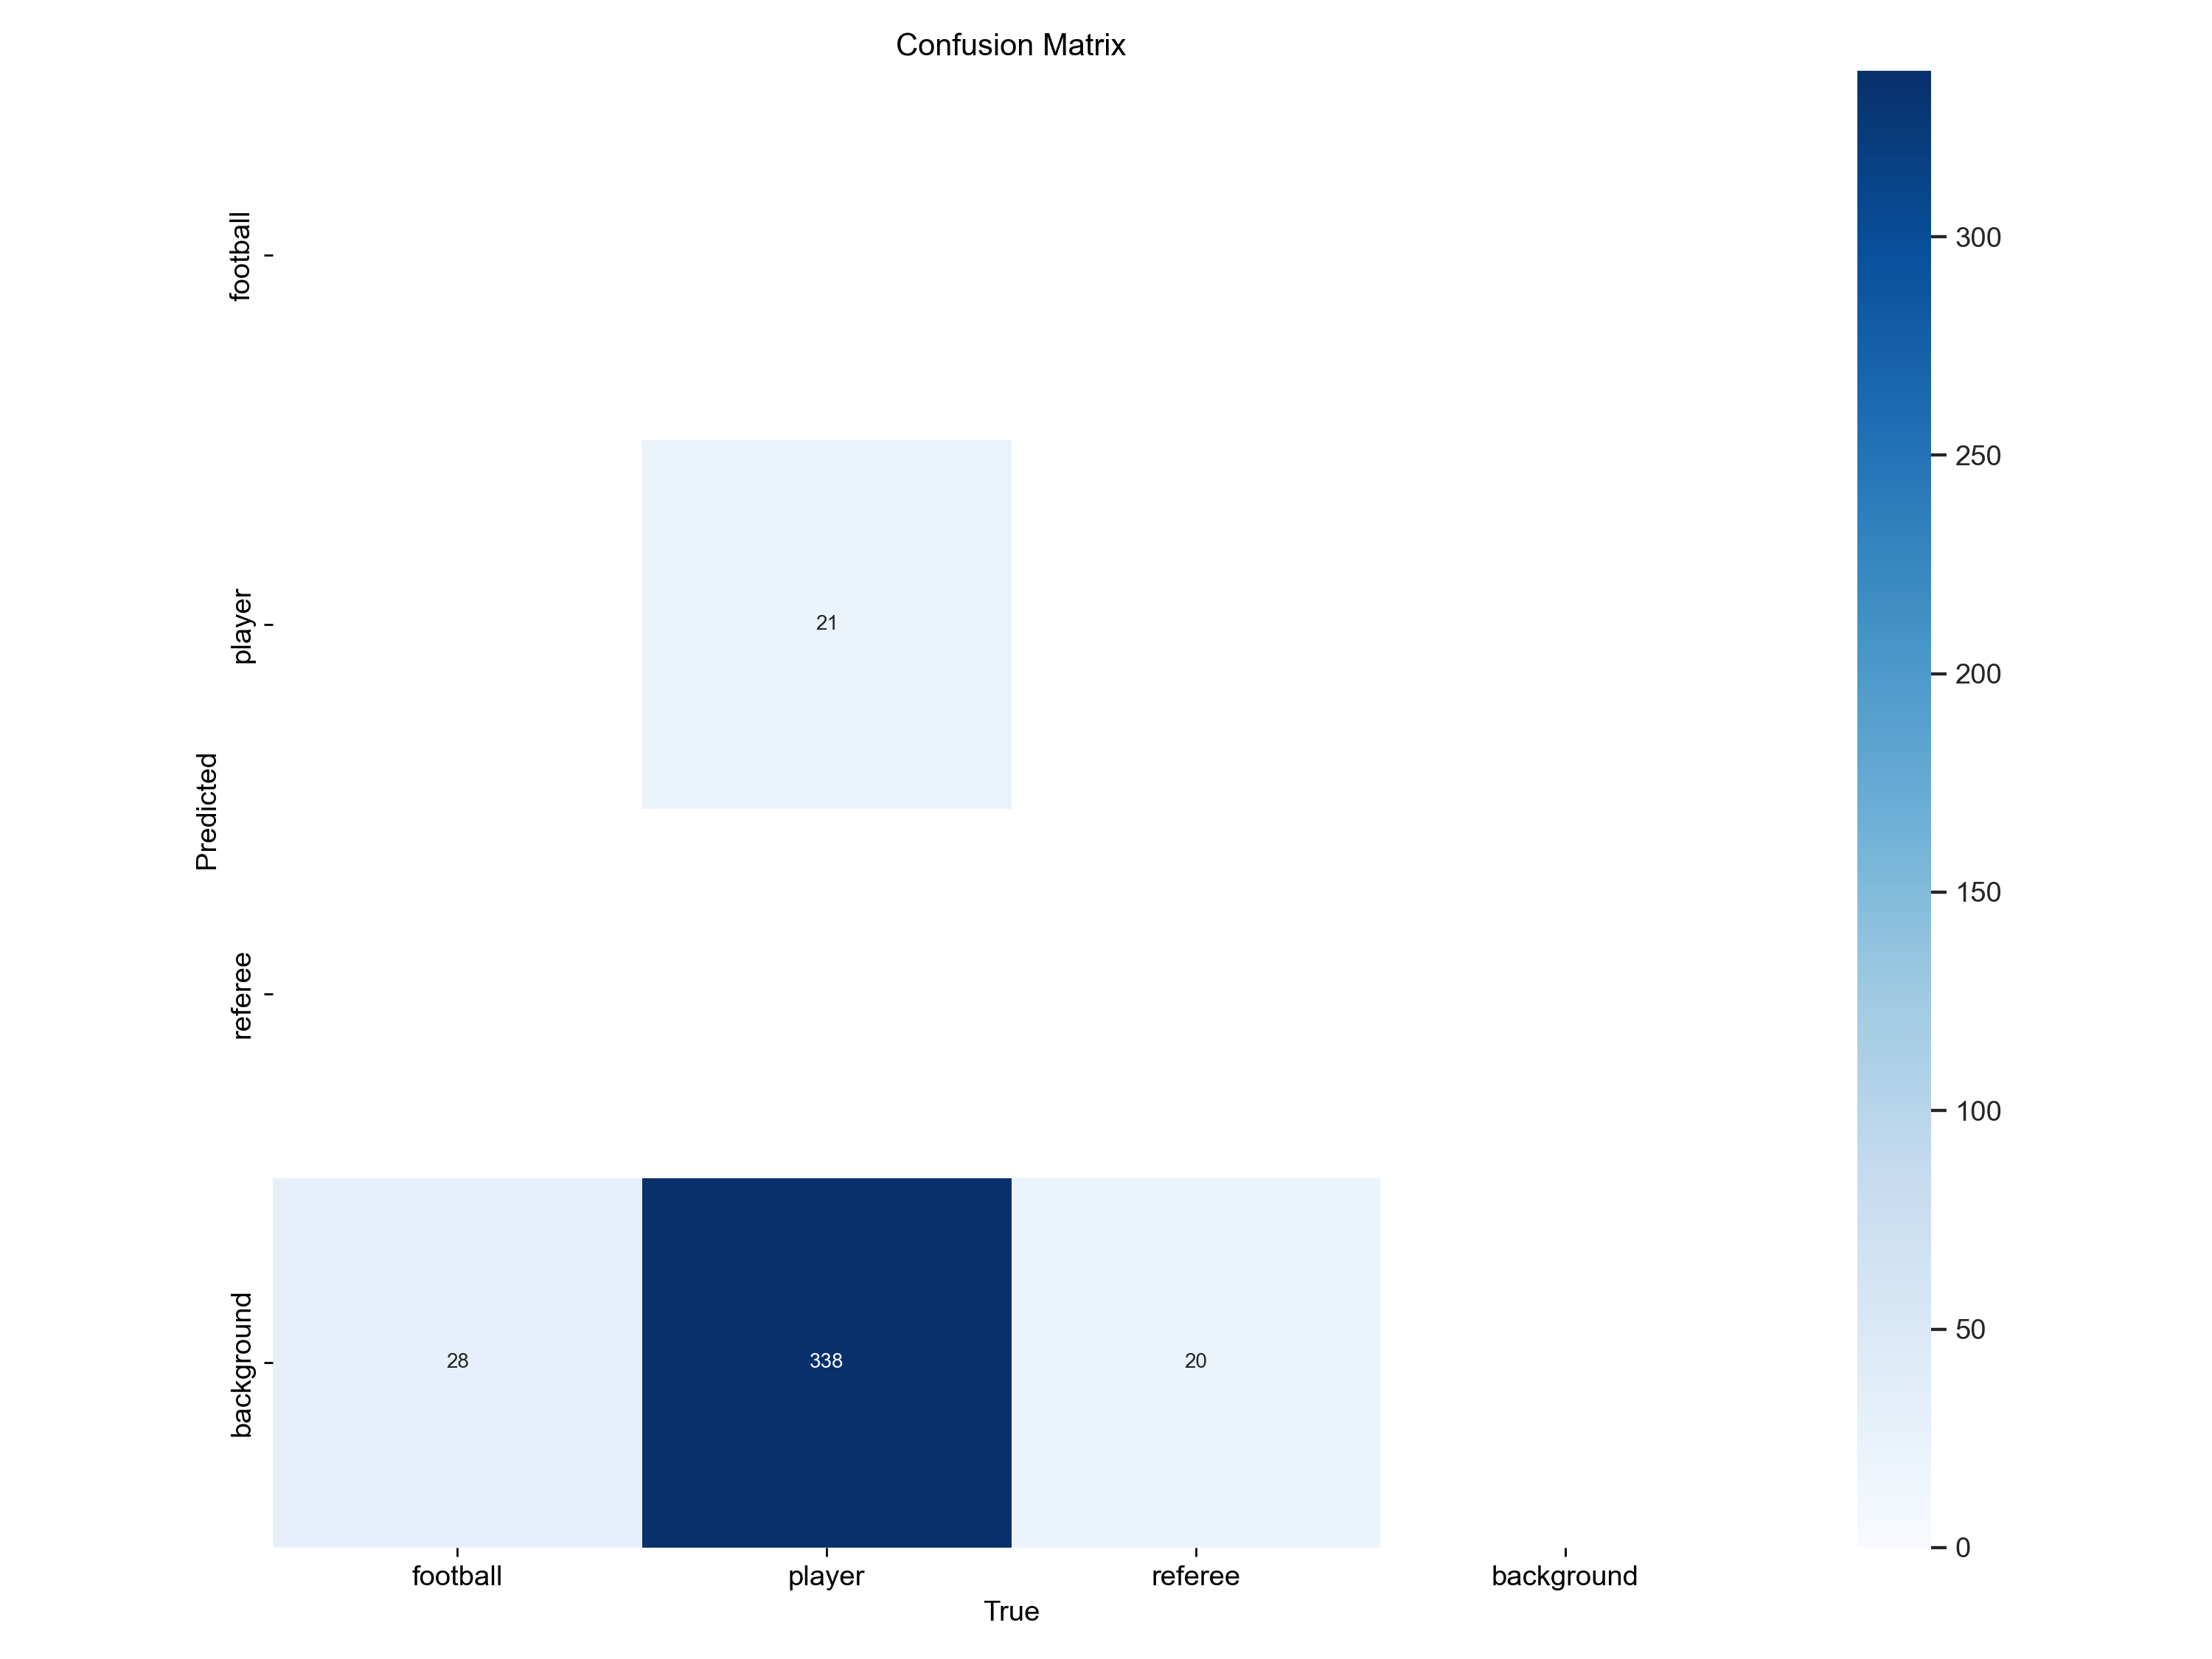 Confusion Matrix
football
player
referee
background
Predicted
21
28
338
20
football
player
referee
background
True
300
250
200
150
100
50
0